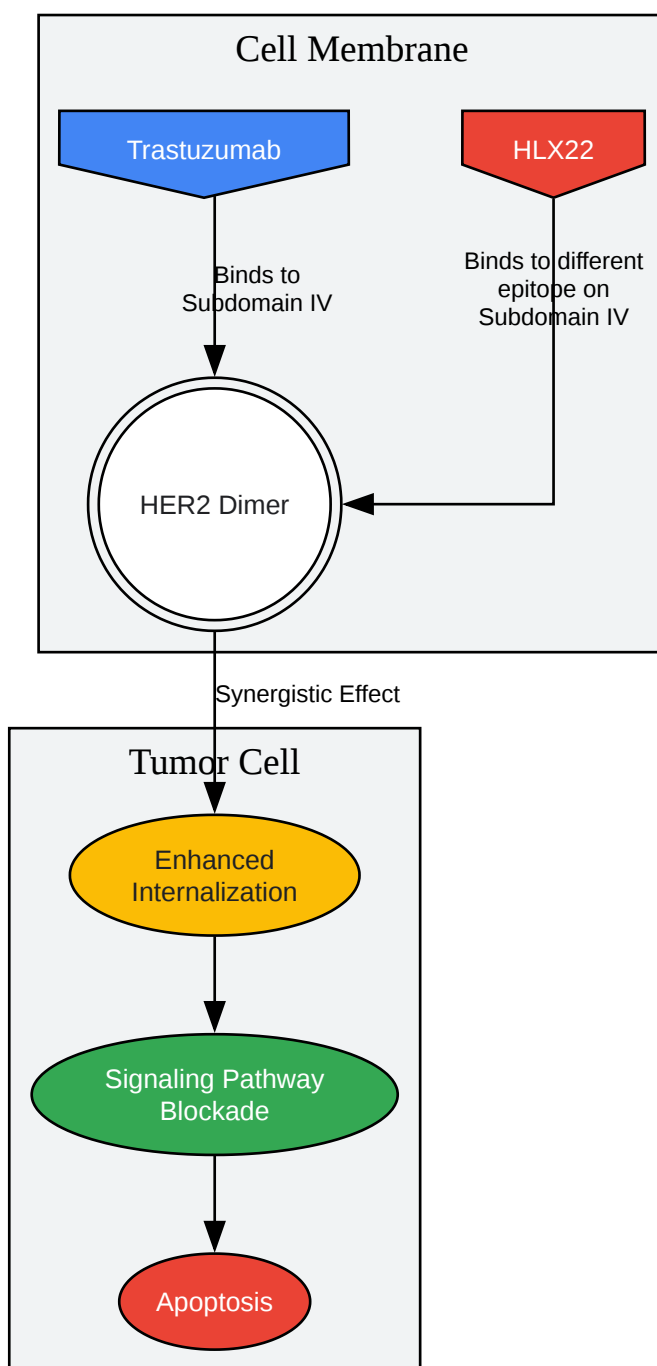 Cell Membrane
Trastuzumab
HLX22
Binds to
Subdomain IV
Binds to different
epitope on
Subdomain IV
HER2 Dimer
Synergistic Effect
Tumor Cell
Enhanced
Internalization
Signaling Pathway
Blockade
Apoptosis